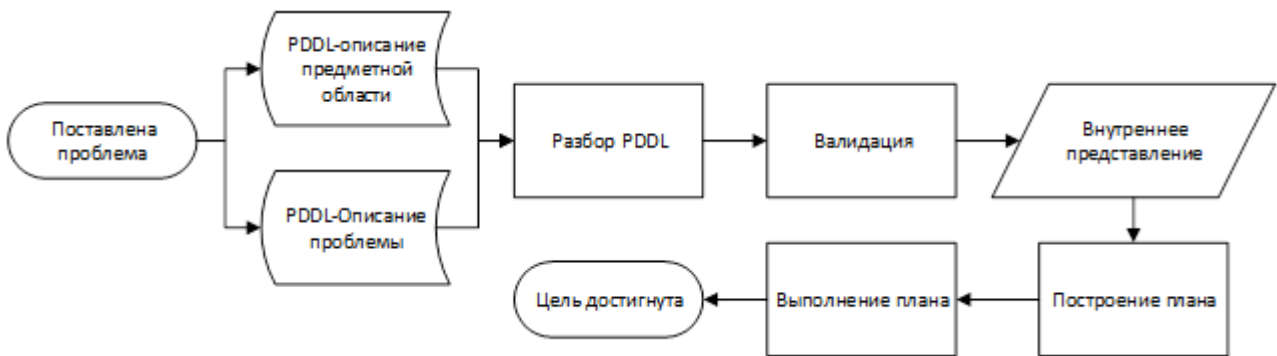 Поставлена
проблема
PDDL-описание
предметной
области
PDDL-Описание
проблемы
Разбор PDDL
Валидация
Внутреннее
представление
Построение плана
Выполнение плана
Цель достигнута